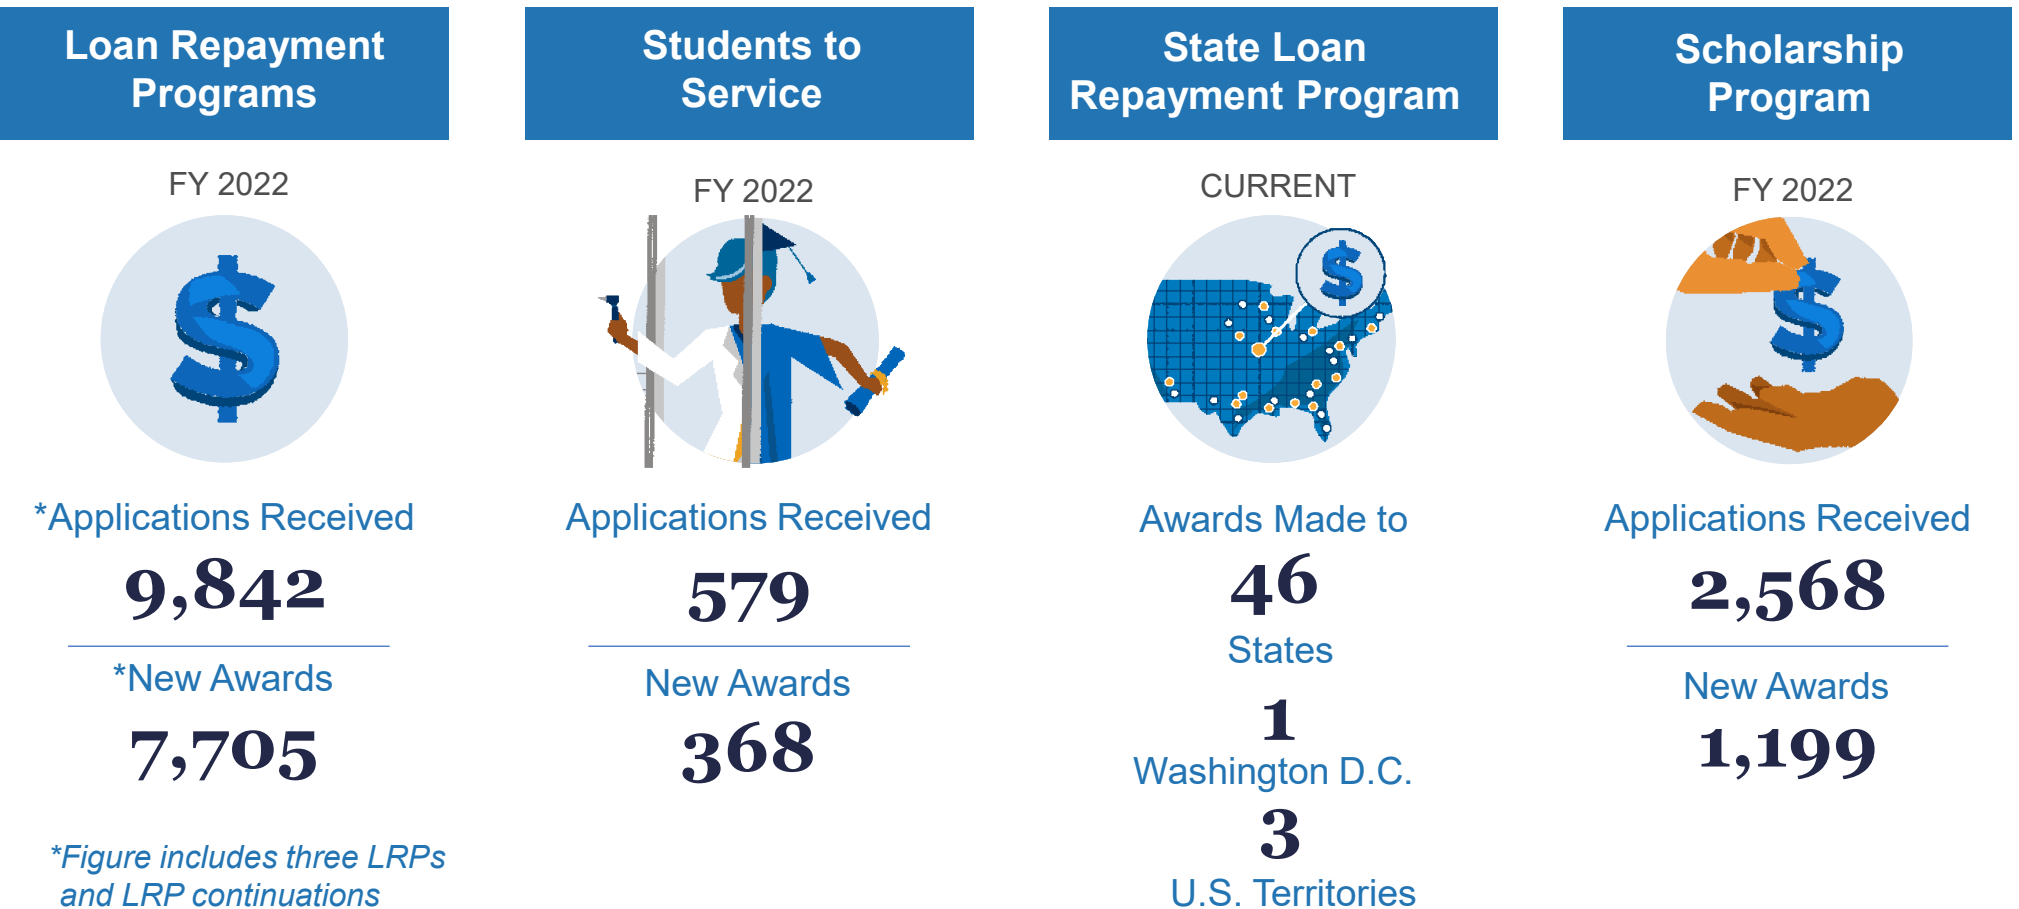 Loan Repayment
Programs
FY 2022
*Applications Received
9,842
*New Awards
7,705
*Figure includes three LRPs
and LRP continuations
Students to
Service
FY 2022
Applications Received
579
New Awards
368
State Loan
Repayment Program
CURRENT
$
Awards Made to
46
States
1
Washington D.C.
3
U.S. Territories
Scholarship
Program
FY 2022
Applications Received
2,568
New Awards
1,199